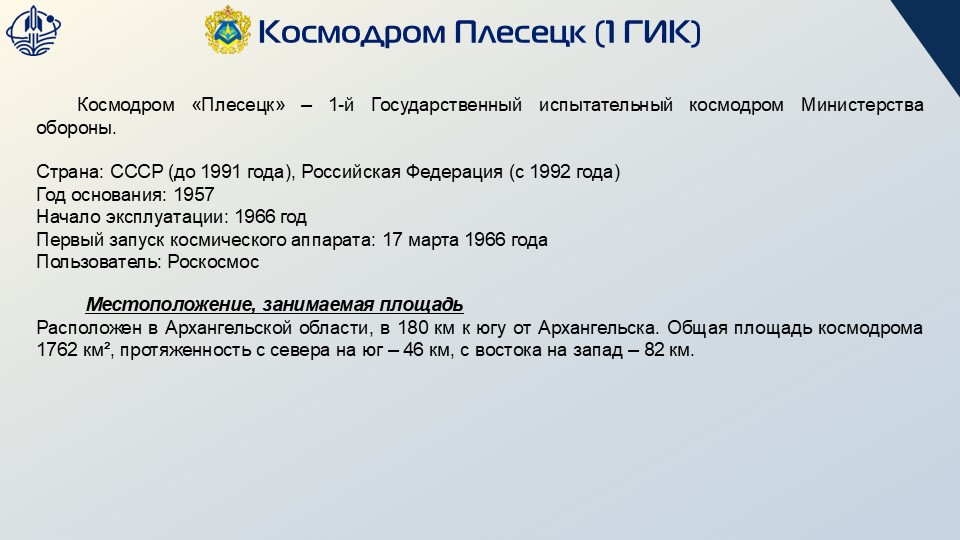 Космодром Плесецк (1 ГИК)
Космодром «Плесецк» – 1-й Государственный испытательный космодром Министерства
обороны.
Страна: СССР (до 1991 года), Российская Федерация (с 1992 года)
Год основания: 1957
Начало эксплуатации: 1966 год
Первый запуск космического аппарата: 17 марта 1966 года
Пользователь: Роскосмос
Местоположение, занимаемая площадь
Расположен в Архангельской области, в 180 км к югу от Архангельска. Общая площадь космодрома
1762 км², протяженность с севера на юг – 46 км, с востока на запад – 82 км.